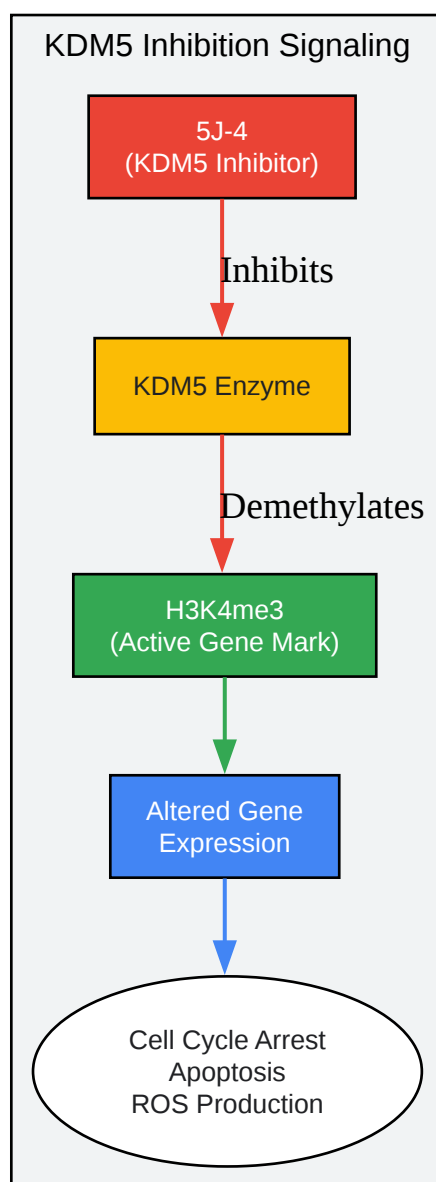 KDM5 Inhibition Signaling
5J-4
(KDM5 Inhibitor)
Inhibits
KDM5 Enzyme
Demethylates
H3K4me3
(Active Gene Mark)
Altered Gene
Expression
Cell Cycle Arrest
Apoptosis
ROS Production